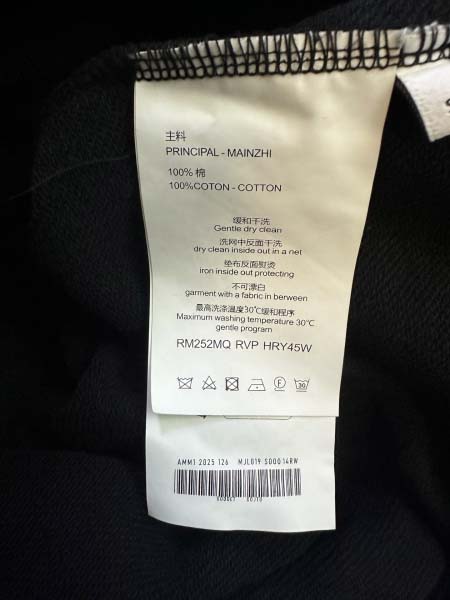 主料
PRINCIPAL - MAINZHI
100% 棉
100%COTON - COTTON
缓和干洗
Gentle dry clean
洗网中反面干洗
dry clean inside out in a net
垫布反面熨烫
iron inside out protecting
不可漂白
garment with a fabric in berween
最高洗涤温度30℃缓和程序
Maximum washing temperature 30℃
gentle program
RM252MQ RVP HRY45W
F
30
AMM1 2025 126 MJL019 SD0014RW